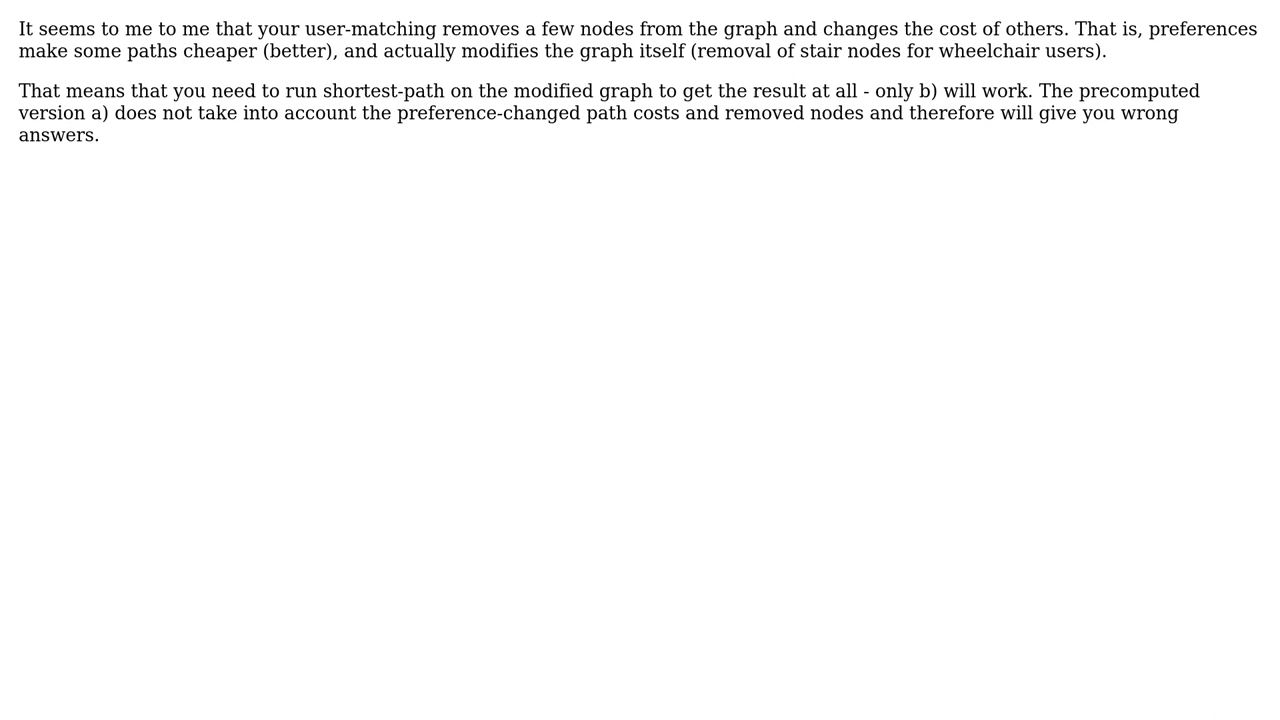 It seems to me to me that your user-matching removes a few nodes from the graph and changes the cost of others. That is, preferences
make some paths cheaper (better), and actually modifies the graph itself (removal of stair nodes for wheelchair users).
That means that you need to run shortest-path on the modified graph to get the result at all - only b) will work. The precomputed
version a) does not take into account the preference-changed path costs and removed nodes and therefore will give you wrong
answers.